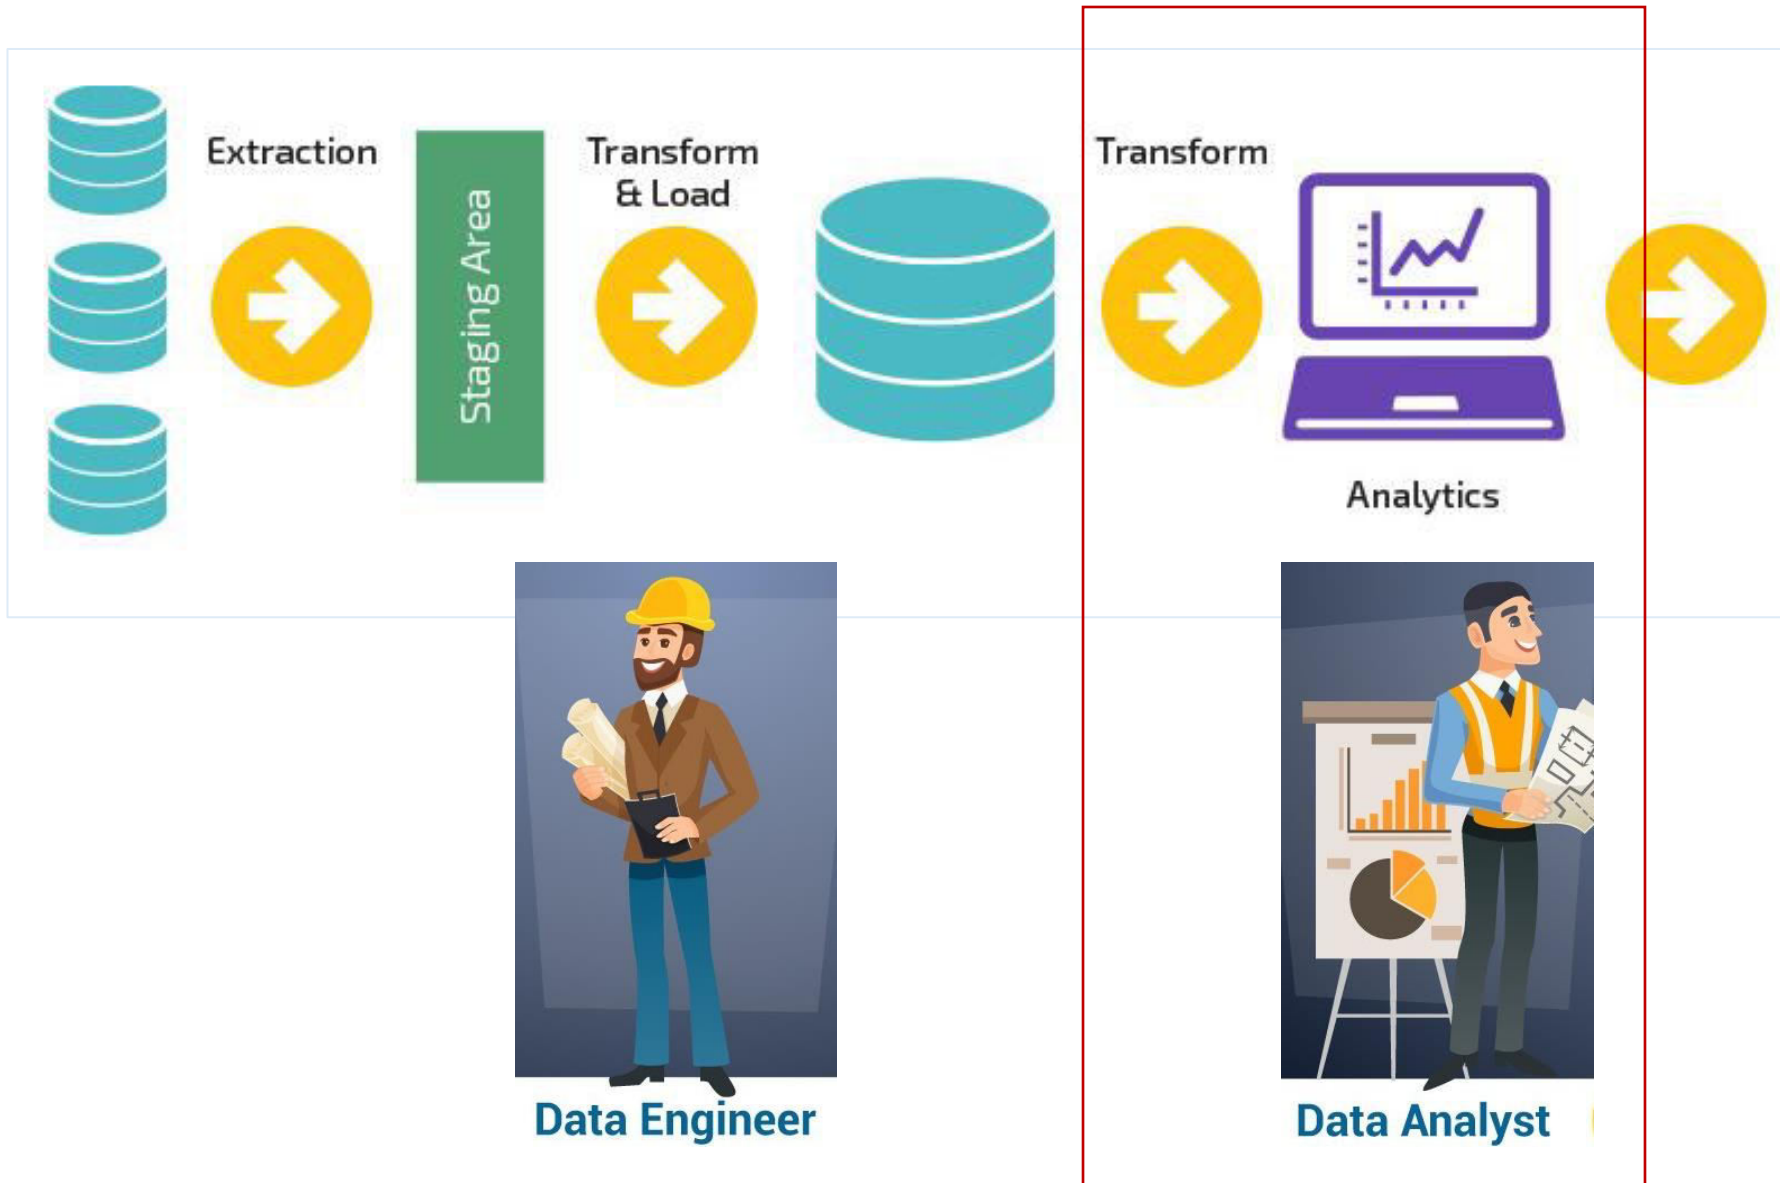 Extraction
Staging Area
Transform
& Load
Transform
Analytics
Data Engineer
Data Analyst